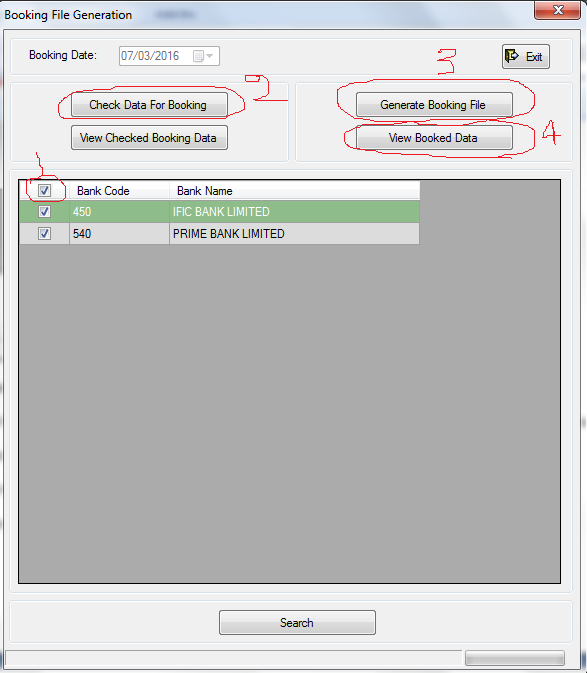 Booking File Generation
3
Booking Date: 07/03/2016 Exit
2
Check Data For Booking Generate Booking File
View Checked Booking Data View Booked Data 4
1
Bank Code Bank Name
450 IFIC BANK LIMITED
540 PRIME BANK LIMITED
Search